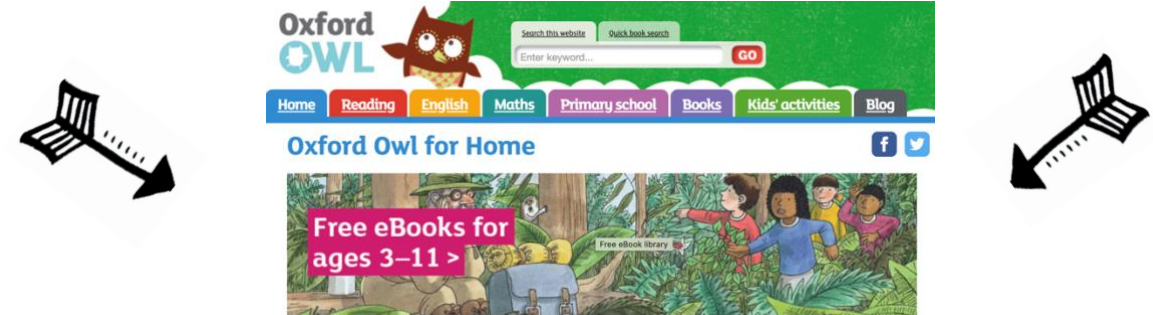 Oxford
OWL
Search this website Quick book search
Enter keyword... GO
Home Reading English Maths Primary school Books Kids' activities Blog
Oxford Owl for Home
Free eBooks for
ages 3–11 >
Free eBook library